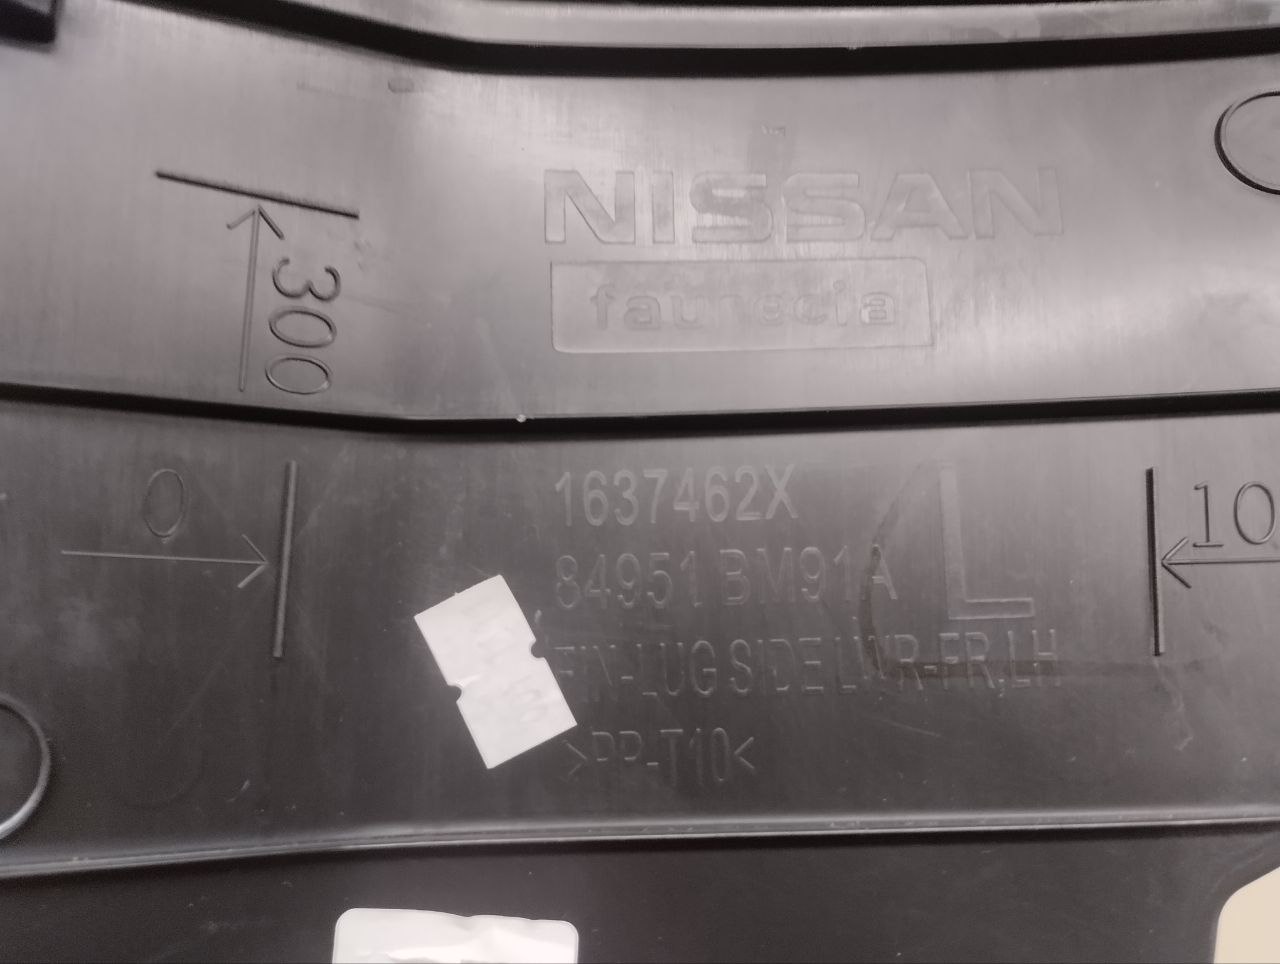 NISSAN
faurecia
300
0
1637462X
84951 BM91A
L
10
FIN-LUG SIDE LWR-FR,LH
>PP-T10<